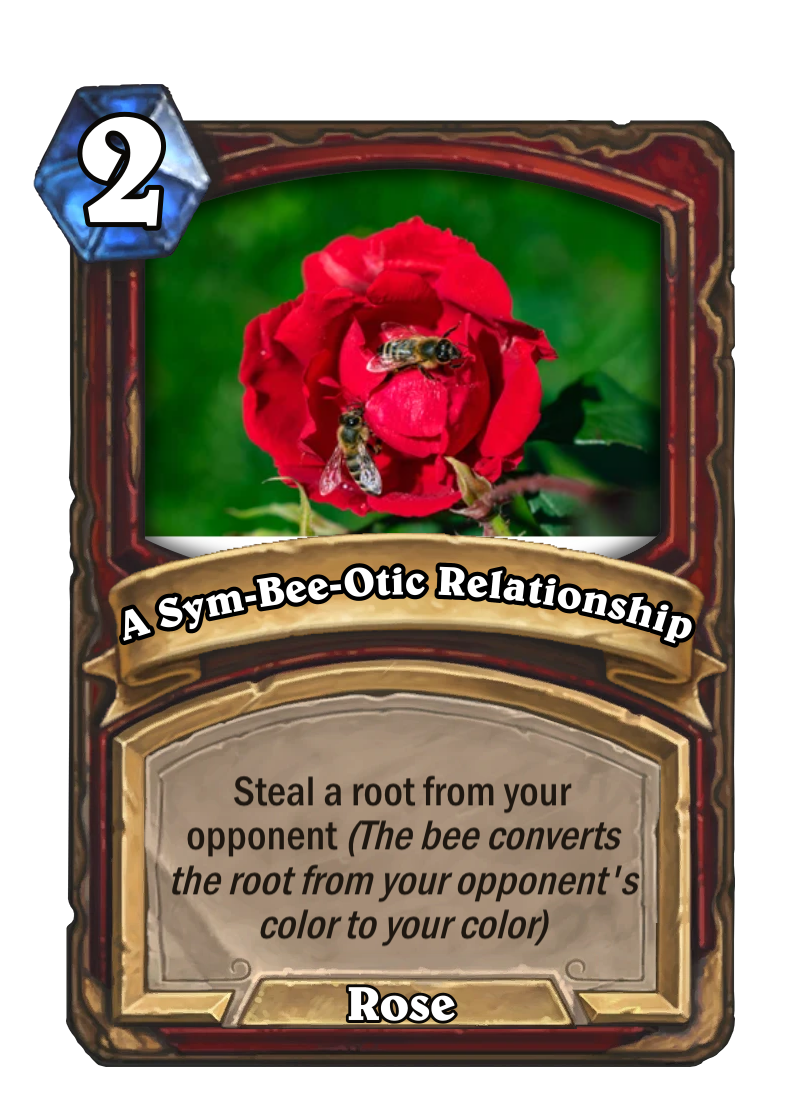 2
A Sym-Bee-Otic Relationship
Steal a root from your
opponent (The bee converts
the root from your opponent's
color to your color)
Rose